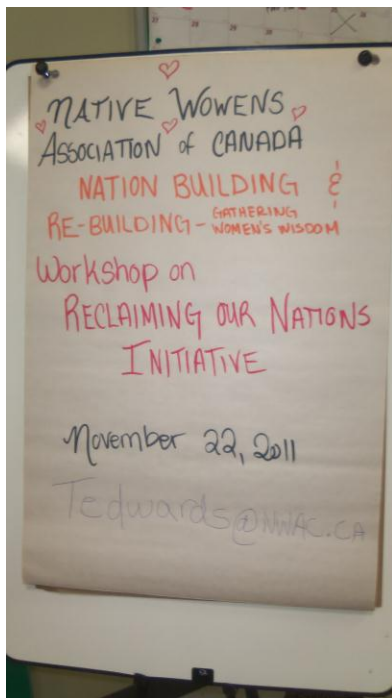 NATIVE WOWENS
ASSOCIATION of CANADA
NATION BUILDING &
RE-BUILDING - GATHERING WOMEN'S WISDOM
Workshop on
RECLAIMING OUR NATIONS
INITIATIVE
November 22, 2011
Tedwards@NWAC.CA